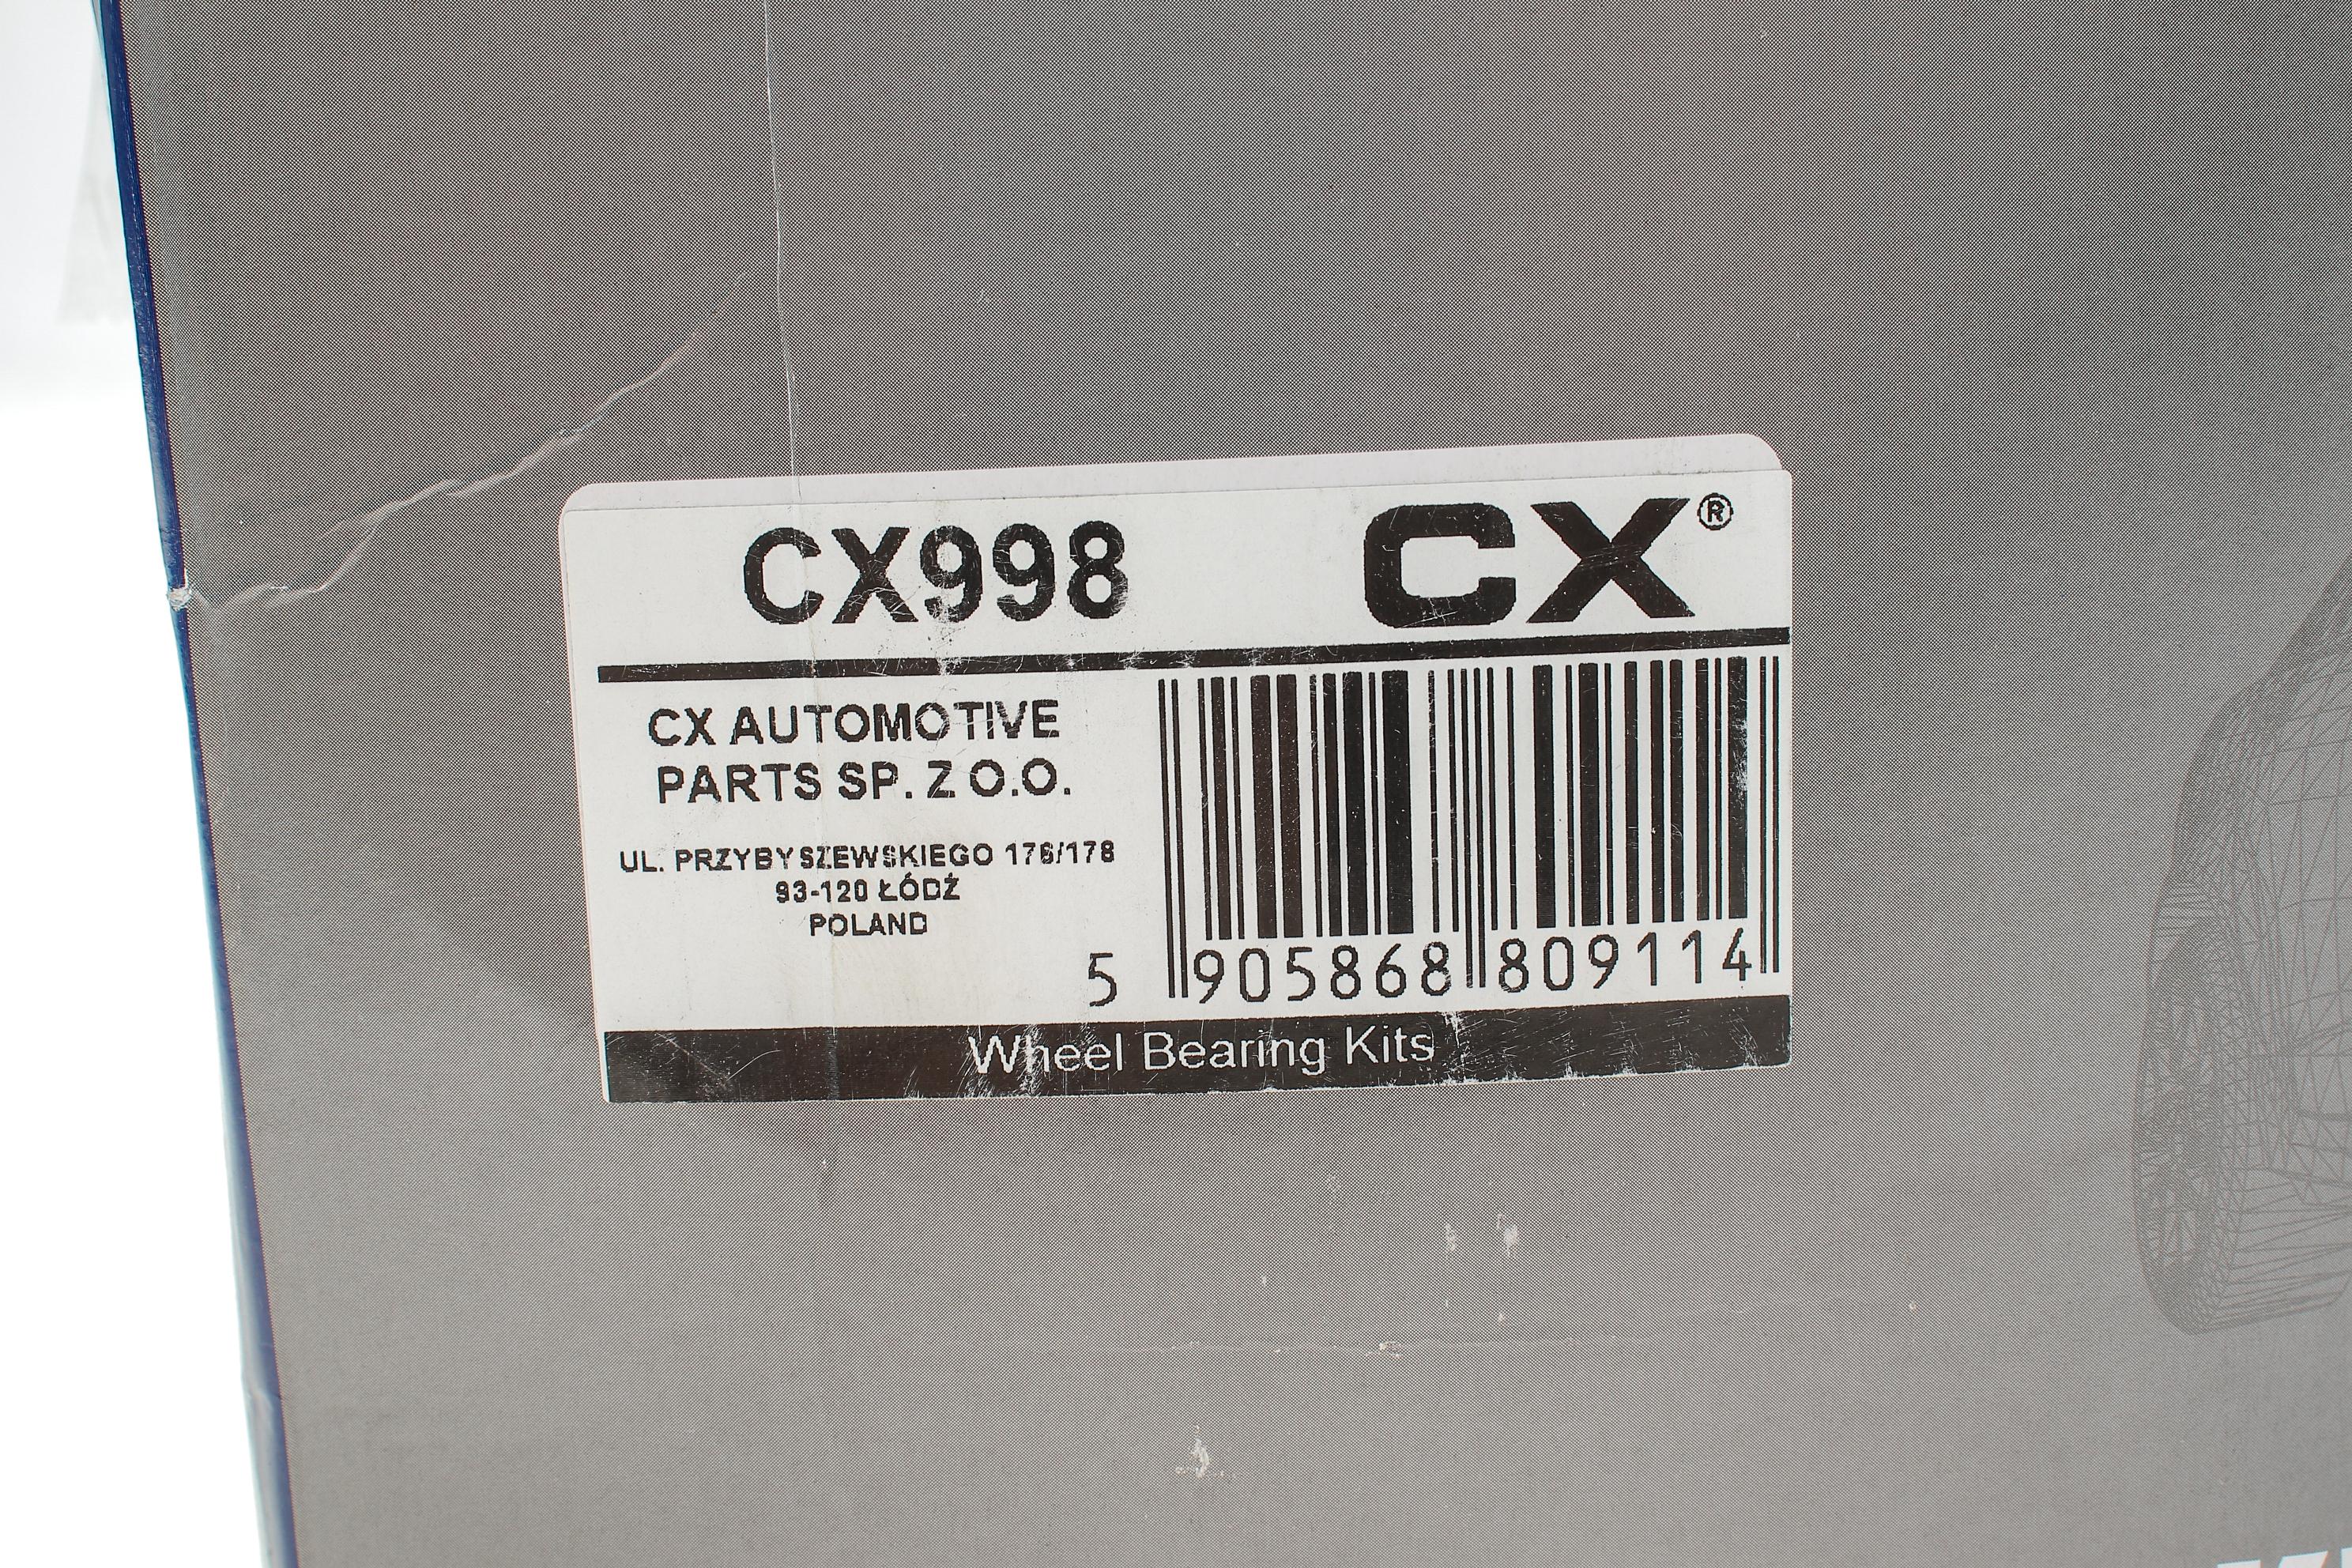 CX998
CX®
CX AUTOMOTIVE
PARTS SP. Z O.O.
UL. PRZYBYSZEWSKIEGO 176/178
93-120 ŁÓDŹ
POLAND
5 905868 809114
Wheel Bearing Kits